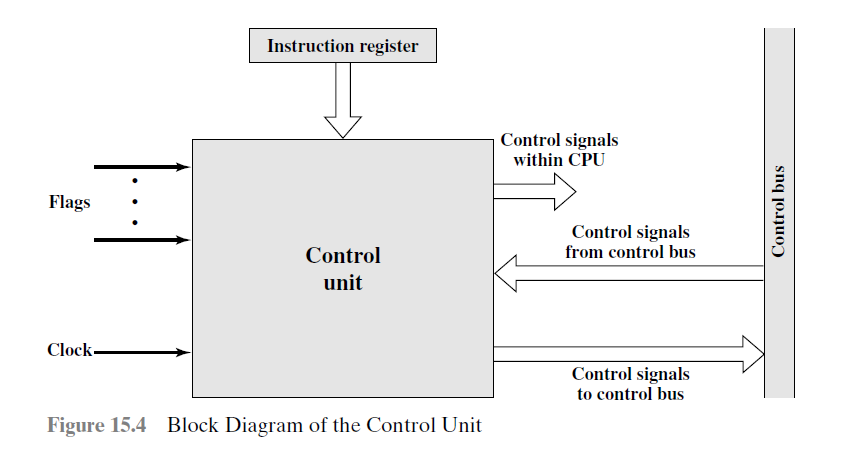 Instruction register
Control signals
within CPU
Flags
Control signals
from control bus
Control bus
Control
unit
Clock
Control signals
to control bus
Figure 15.4 Block Diagram of the Control Unit